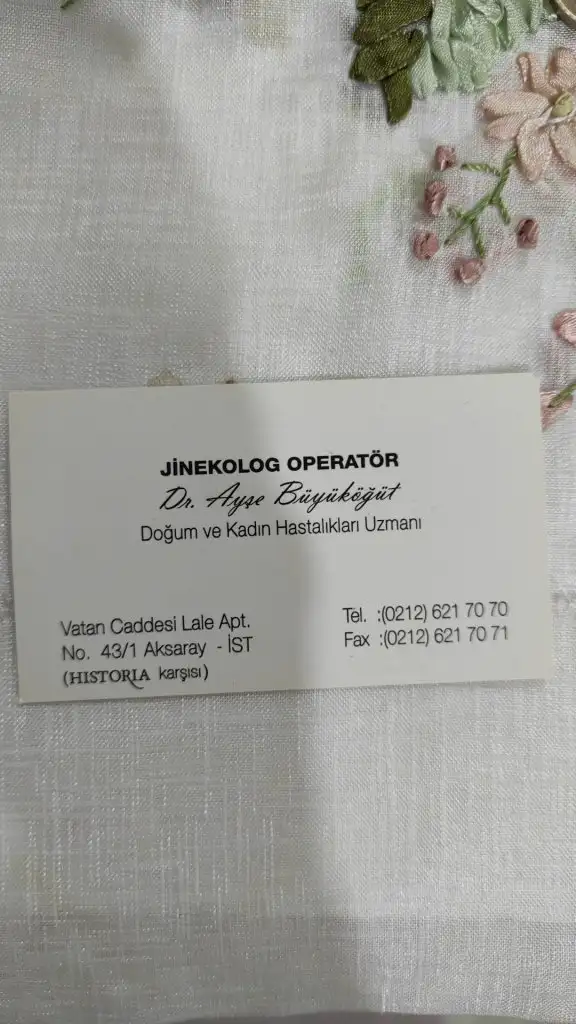 JİNEKOLOG OPERATÖR
Dr. Ayşe Büyüköğüt
Doğum ve Kadın Hastalıkları Uzmanı
Vatan Caddesi Lale Apt.
No. 43/1 Aksaray - İST
(HISTORIA karşısı)
Tel. :(0212) 621 70 70
Fax :(0212) 621 70 71